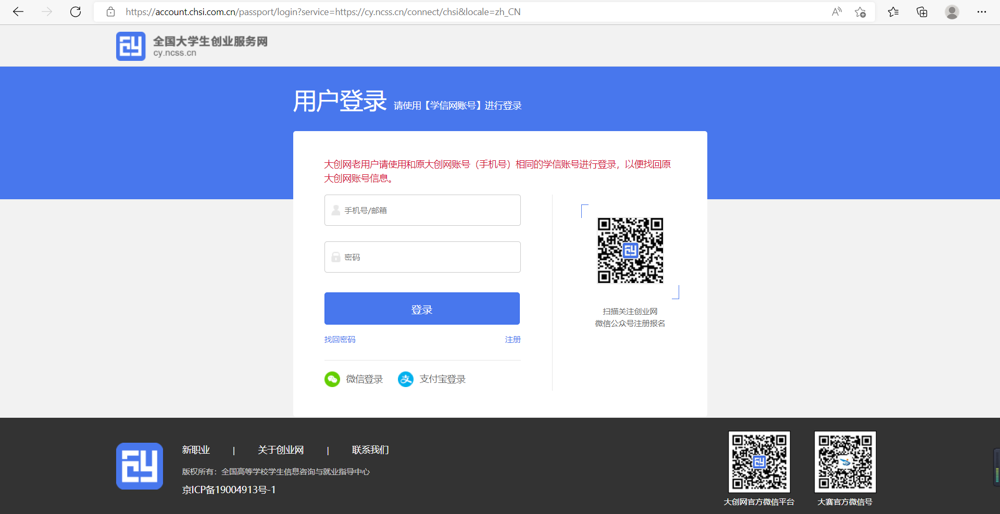 https://account.chsi.com.cn/passport/login?service=https://cy.ncss.cn/connect/chsi&locale=zh_CN
全国大学生创业服务网
cy.ncss.cn
用户登录 请使用【学信网账号】进行登录
大创网老用户请使用和原大创网账号（手机号）相同的学信账号进行登录，以便找回原
大创网账号信息。
手机号/邮箱
密码
登录
找回密码 注册
微信登录 支付宝登录
扫描关注创业网
微信公众号注册报名
新职业 | 关于创业网 | 联系我们
版权所有：全国高等学校学生信息咨询与就业指导中心
京ICP备19004913号-1
大创网官方微信平台 大赛官方微信号